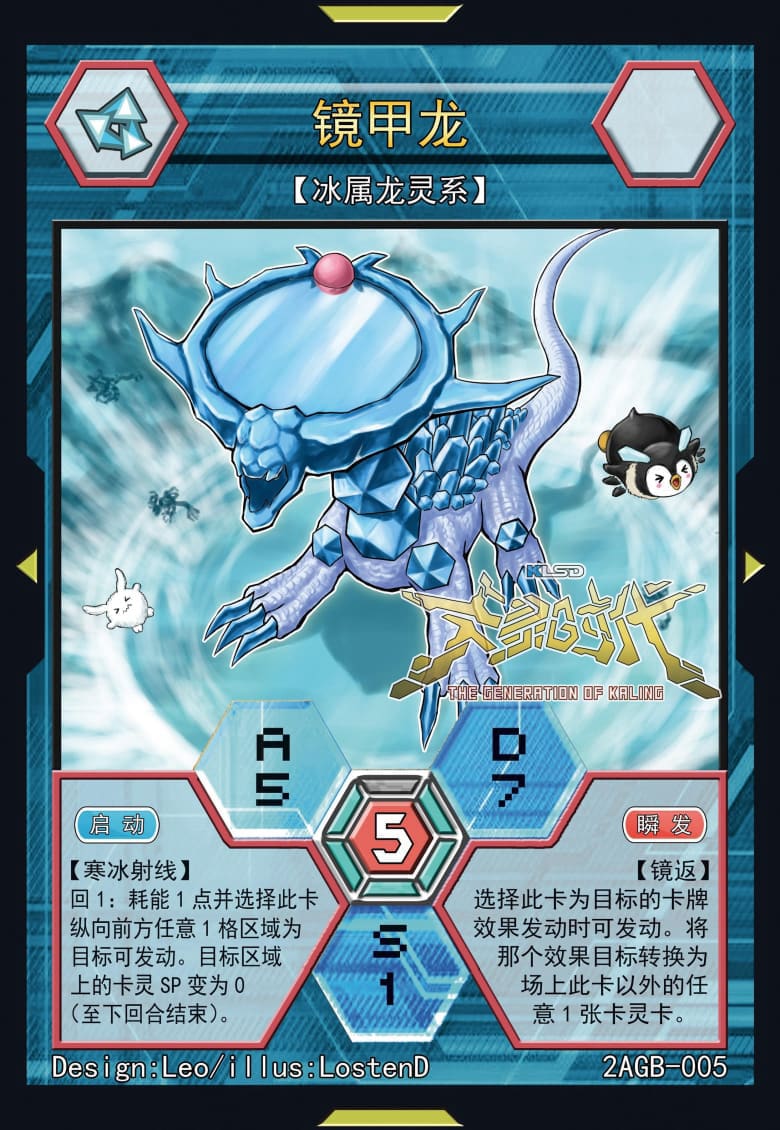 镜甲龙
【冰属龙灵系】
KLSD
THE GENERATION OF KALING
A
5
D
7
5
S
1
启动
【寒冰射线】
回1：耗能1点并选择此卡
纵向前方任意1格区域为
目标可发动。目标区域
上的卡灵SP变为0
（至下回合结束）。
瞬发
【镜返】
选择此卡为目标的卡牌
效果发动时可发动。将
那个效果目标转换为
场上此卡以外的任
意1张卡灵卡。
Design:Leo/illus:LostenD
2AGB-005